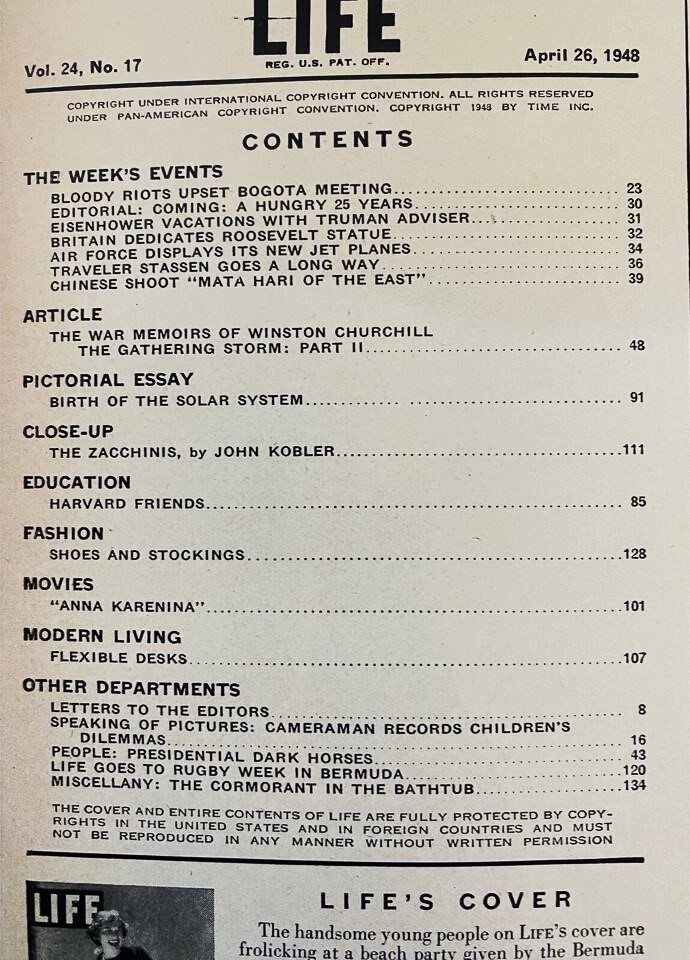 LIFE
REG. U.S. PAT. OFF.
Vol. 24, No. 17
April 26, 1948
COPYRIGHT UNDER INTERNATIONAL COPYRIGHT CONVENTION. ALL RIGHTS RESERVED
UNDER PAN-AMERICAN COPYRIGHT CONVENTION. COPYRIGHT 1948 BY TIME INC.
CONTENTS
THE WEEK'S EVENTS
BLOODY RIOTS UPSET BOGOTA MEETING 23
EDITORIAL: COMING: A HUNGRY 25 YEARS 30
EISENHOWER VACATIONS WITH TRUMAN ADVISER 31
BRITAIN DEDICATES ROOSEVELT STATUE 32
AIR FORCE DISPLAYS ITS NEW JET PLANES 34
TRAVELER STASSEN GOES A LONG WAY 36
CHINESE SHOOT "MATA HARI OF THE EAST" 39
ARTICLE
THE WAR MEMOIRS OF WINSTON CHURCHILL
THE GATHERING STORM: PART II 48
PICTORIAL ESSAY
BIRTH OF THE SOLAR SYSTEM 91
CLOSE-UP
THE ZACCHINIS, by JOHN KOBLER 111
EDUCATION
HARVARD FRIENDS 85
FASHION
SHOES AND STOCKINGS 128
MOVIES
"ANNA KARENINA" 101
MODERN LIVING
FLEXIBLE DESKS 107
OTHER DEPARTMENTS
LETTERS TO THE EDITORS 8
SPEAKING OF PICTURES: CAMERAMAN RECORDS CHILDREN'S
DILEMMAS 16
PEOPLE: PRESIDENTIAL DARK HORSES 43
LIFE GOES TO RUGBY WEEK IN BERMUDA 120
MISCELLANY: THE CORMORANT IN THE BATHTUB 134
THE COVER AND ENTIRE CONTENTS OF LIFE ARE FULLY PROTECTED BY COPY-
RIGHTS IN THE UNITED STATES AND IN FOREIGN COUNTRIES AND MUST
NOT BE REPRODUCED IN ANY MANNER WITHOUT WRITTEN PERMISSION
LIFE
LIFE'S COVER
The handsome young people on LIFE's cover are
frolicking at a beach party given by the Bermuda